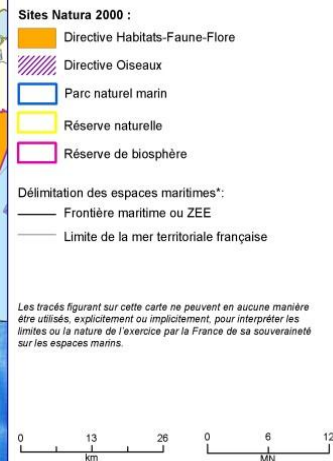 Sites Natura 2000 :
Directive Habitats-Faune-Flore
Directive Oiseaux
Parc naturel marin
Réserve naturelle
Réserve de biosphère
Délimitation des espaces maritimes*:
Frontière maritime ou ZEE
Limite de la mer territoriale française
Les tracés figurant sur cette carte ne peuvent en aucune manière
être utilisés, explicitement ou implicitement, pour interpréter les
limites ou la nature de l'exercice par la France de sa souveraineté
sur les espaces marins.
0 13 26 0 6 12
km MN